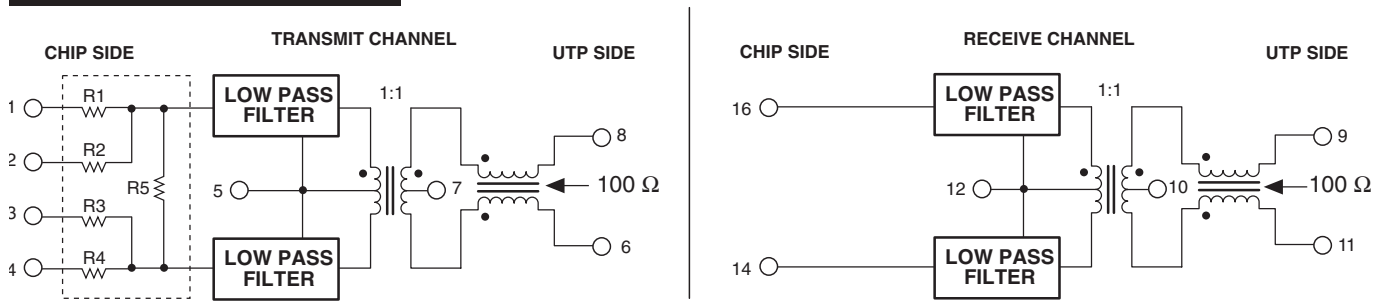 TRANSMIT CHANNEL
CHIP SIDE
UTP SIDE
1
R1
2
R2
R5
3
R3
4
R4
LOW PASS
FILTER
1:1
5
7
8
100 Ω
6
LOW PASS
FILTER
RECEIVE CHANNEL
CHIP SIDE
UTP SIDE
16
LOW PASS
FILTER
1:1
12
10
9
100 Ω
11
14
LOW PASS
FILTER